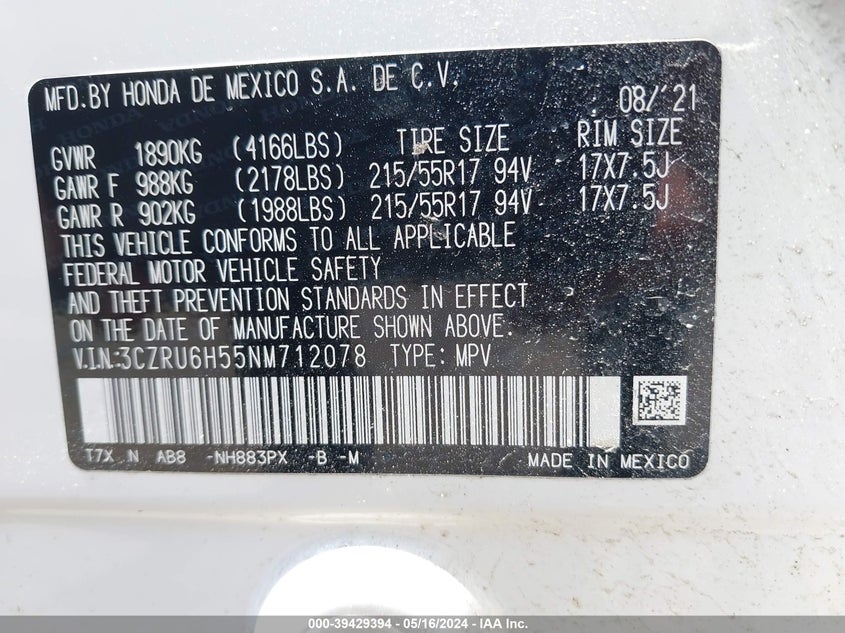 MFD.BY HONDA DE MEXICO S.A. DE C.V. 08/'21
GVWR 1890KG (4166LBS) TIRE SIZE RIM SIZE
GAWR F 988KG (2178LBS) 215/55R17 94V 17X7.5J
GAWR R 902KG (1988LBS) 215/55R17 94V 17X7.5J
THIS VEHICLE CONFORMS TO ALL APPLICABLE
FEDERAL MOTOR VEHICLE SAFETY
AND THEFT PREVENTION STANDARDS IN EFFECT
ON THE DATE OF MANUFACTURE SHOWN ABOVE.
V.I.N.:3CZRU6H55NM712078 TYPE: MPV
T7X N AB8 -NH883PX -B -M MADE IN MEXICO
000-39429394 - 05/16/2024 - IAA Inc.